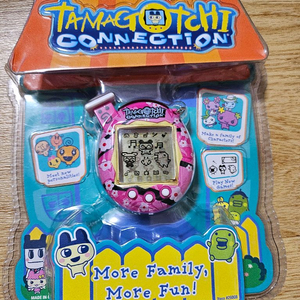 TAMAGOTCHI
CONNECTION
TAMAGOTCHI
CONNECTION
Meet new
personalities!
Make a family of
characters!
Play New
Games!
MADE IN
More Family,
More Fun!